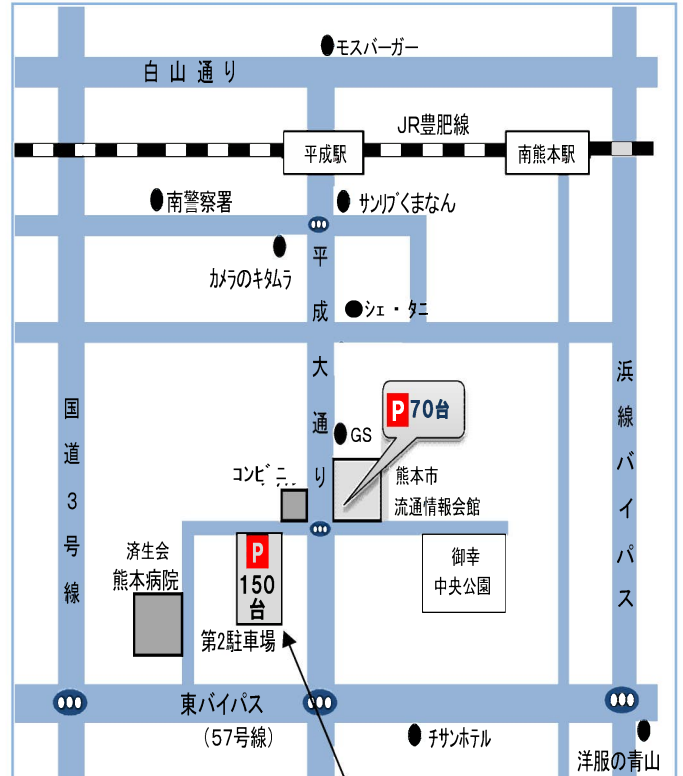 モスバーガー
白山通り
JR豊肥線
平成駅
南熊本駅
南警察署
サンリブくまなん
カメラのキタムラ
平成大通り
シェ・タニ
国道3号線
浜線バイパス
P 70台
GS
コンビニ
熊本市
流通情報会館
済生会
熊本病院
P
150
台
御幸
中央公園
第2駐車場
東バイパス
(57号線)
チサンホテル
洋服の青山